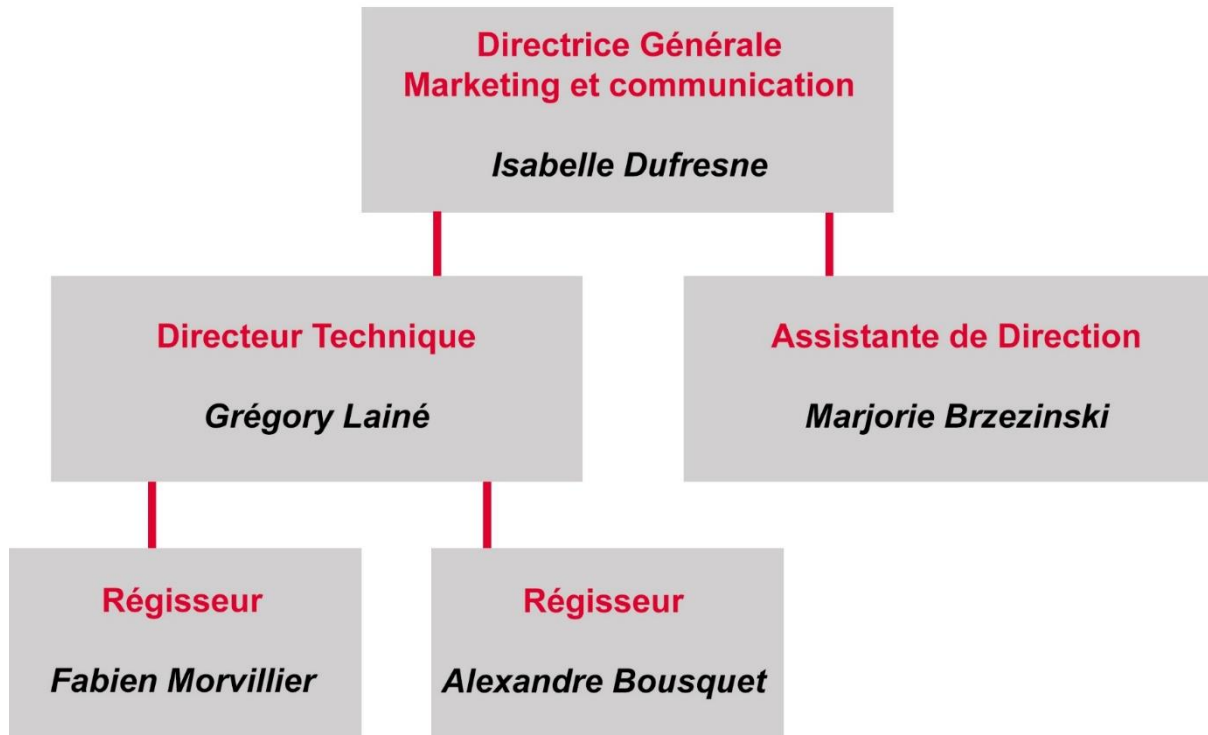 Directrice Générale
Marketing et communication
Isabelle Dufresne
Directeur Technique
Grégory Lainé
Assistante de Direction
Marjorie Brzezinski
Régisseur
Fabien Morvillier
Régisseur
Alexandre Bousquet